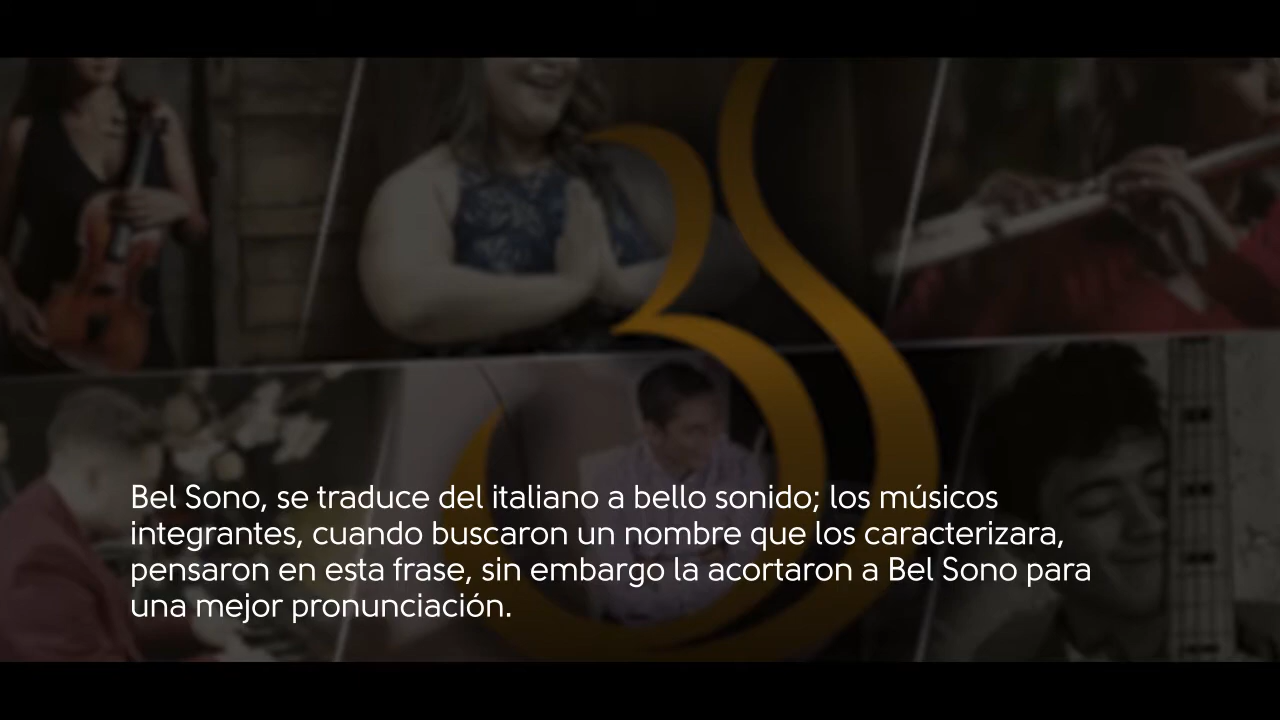 Bel Sono, se traduce del italiano a bello sonido; los músicos
integrantes, cuando buscaron un nombre que los caracterizara,
pensaron en esta frase, sin embargo la acortaron a Bel Sono para
una mejor pronunciación.